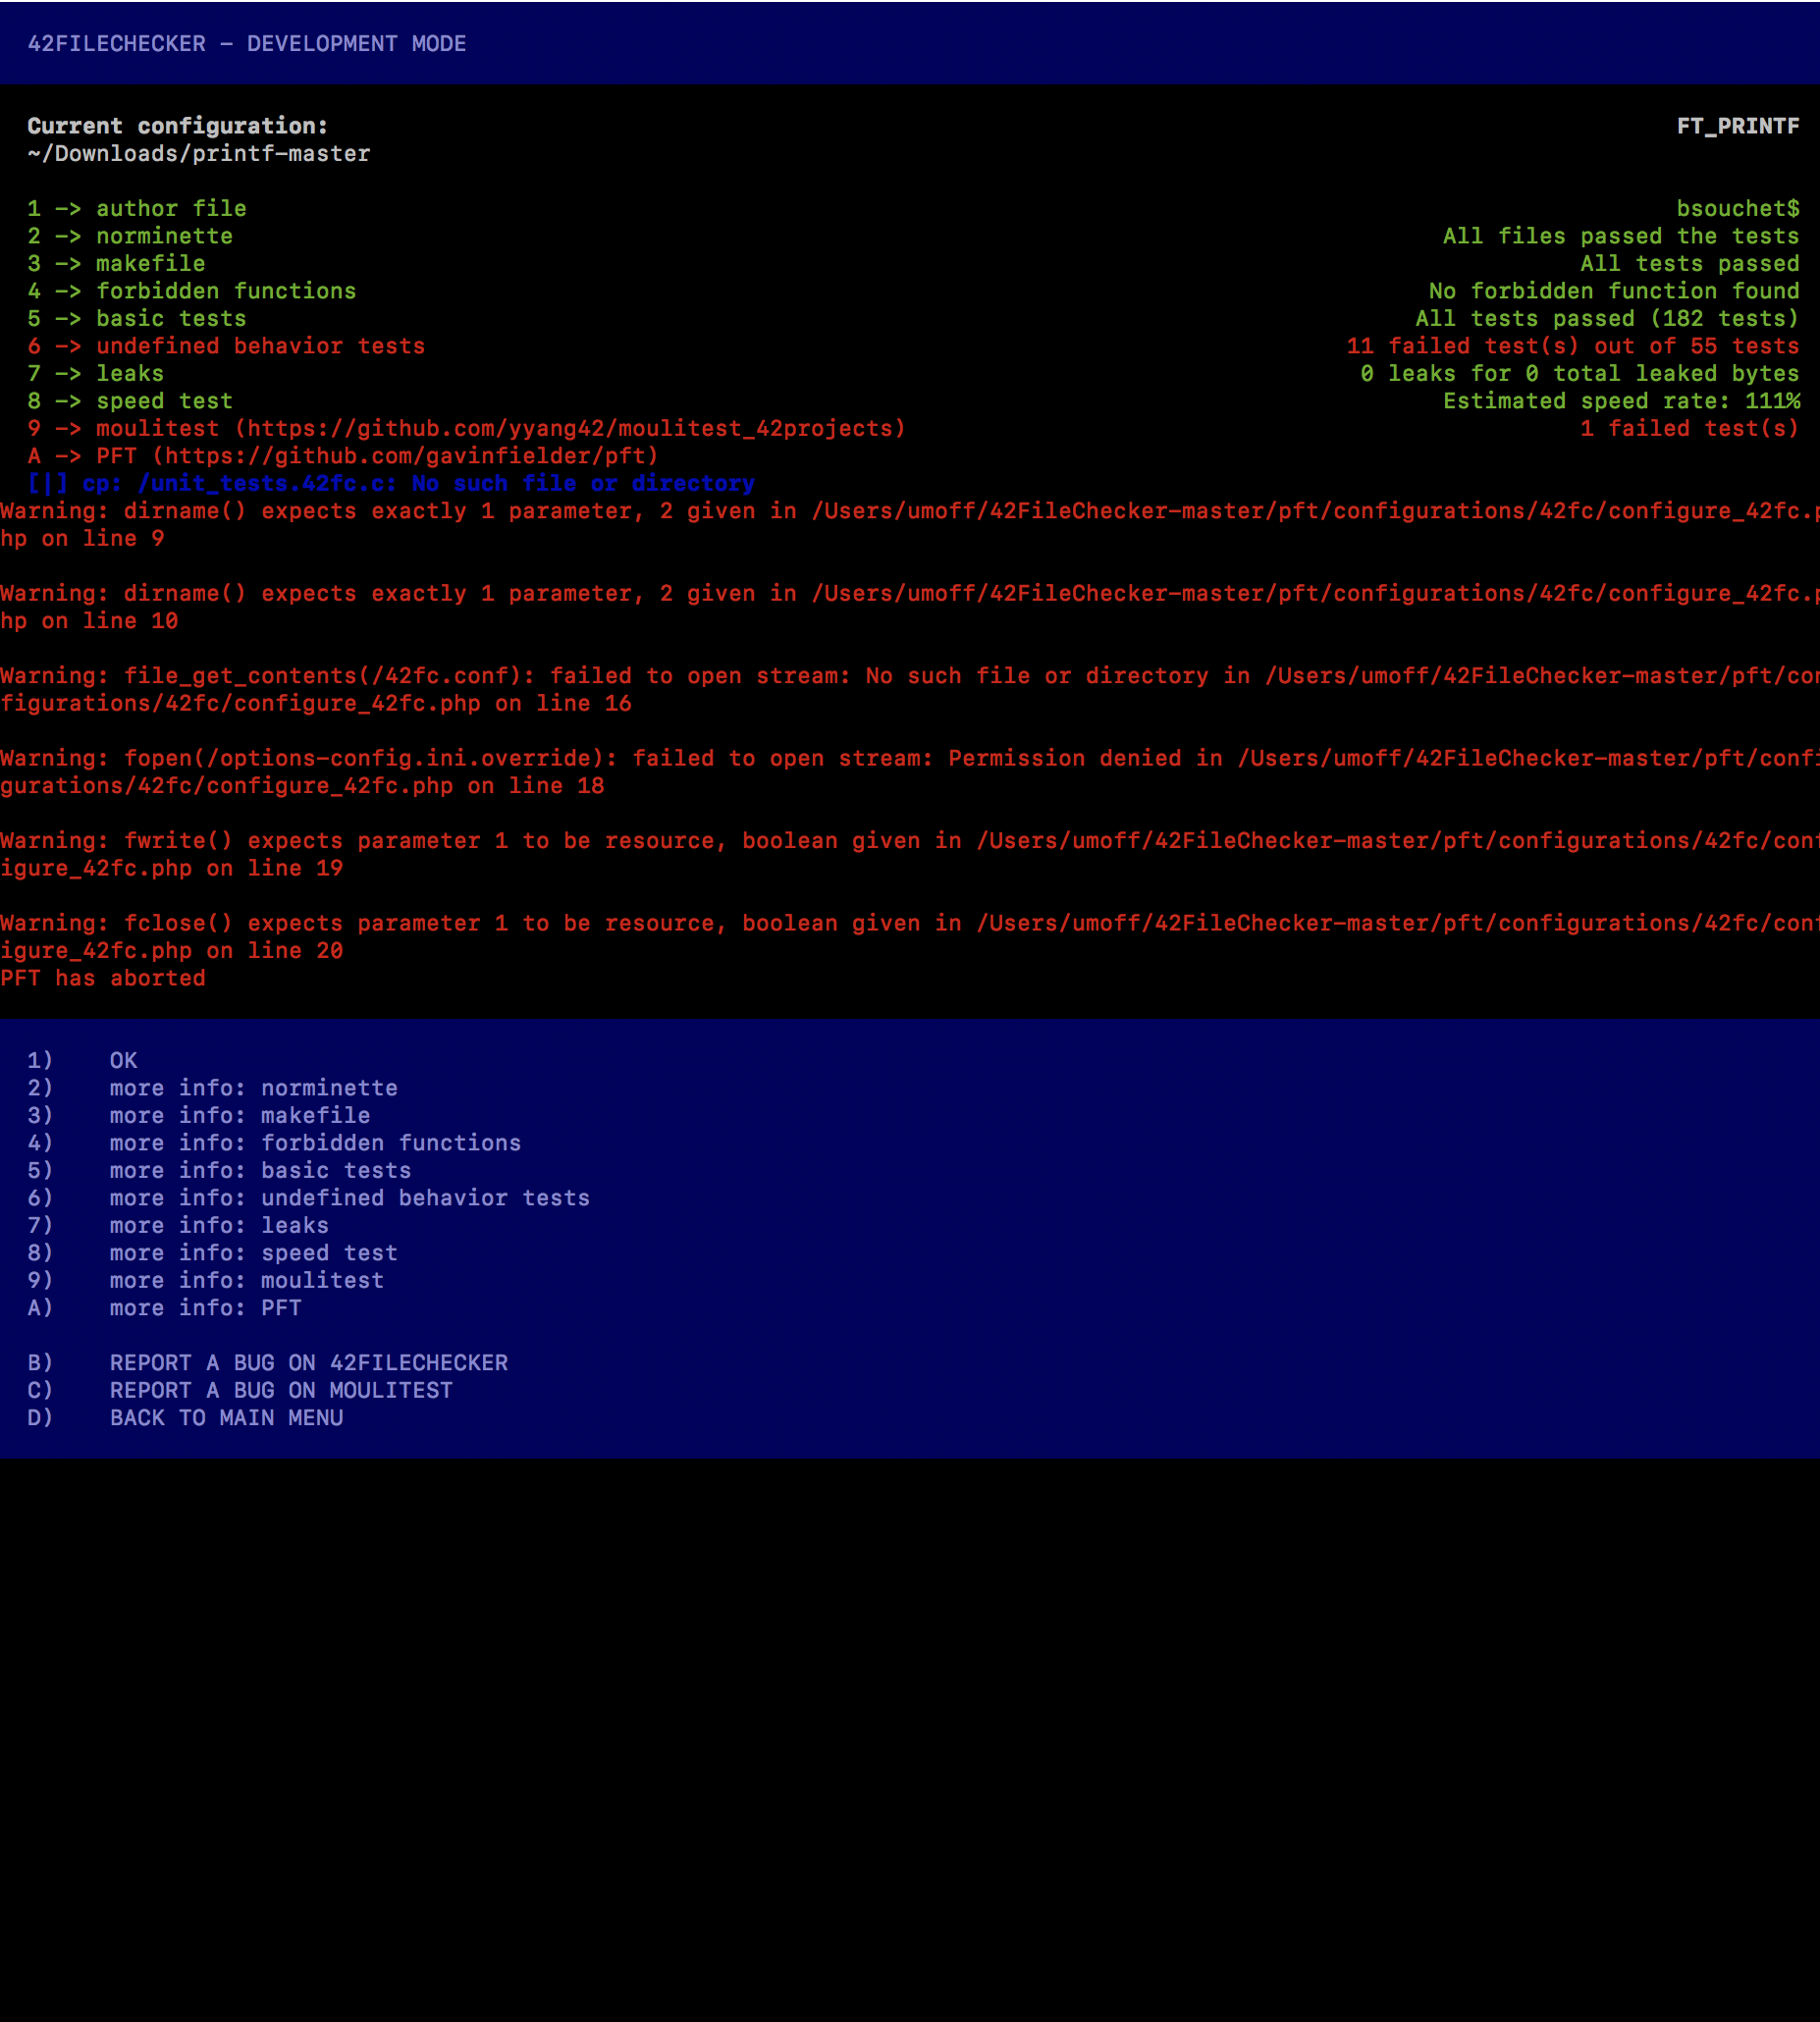 42FILECHECKER – DEVELOPMENT MODE
Current configuration: FT_PRINTF
~/Downloads/printf-master
1 -> author file bsouchet$
2 -> norminette All files passed the tests
3 -> makefile All tests passed
4 -> forbidden functions No forbidden function found
5 -> basic tests All tests passed (182 tests)
6 -> undefined behavior tests 11 failed test(s) out of 55 tests
7 -> leaks 0 leaks for 0 total leaked bytes
8 -> speed test Estimated speed rate: 111%
9 -> moulitest (https://github.com/yyang42/moulitest_42projects) 1 failed test(s)
A -> PFT (https://github.com/gavinfielder/pft)
[|] cp: /unit_tests.42fc.c: No such file or directory
Warning: dirname() expects exactly 1 parameter, 2 given in /Users/umoff/42FileChecker-master/pft/configurations/42fc/configure_42fc.p
hp on line 9
Warning: dirname() expects exactly 1 parameter, 2 given in /Users/umoff/42FileChecker-master/pft/configurations/42fc/configure_42fc.p
hp on line 10
Warning: file_get_contents(/42fc.conf): failed to open stream: No such file or directory in /Users/umoff/42FileChecker-master/pft/con
figurations/42fc/configure_42fc.php on line 16
Warning: fopen(/options-config.ini.override): failed to open stream: Permission denied in /Users/umoff/42FileChecker-master/pft/confi
gurations/42fc/configure_42fc.php on line 18
Warning: fwrite() expects parameter 1 to be resource, boolean given in /Users/umoff/42FileChecker-master/pft/configurations/42fc/conf
igure_42fc.php on line 19
Warning: fclose() expects parameter 1 to be resource, boolean given in /Users/umoff/42FileChecker-master/pft/configurations/42fc/conf
igure_42fc.php on line 20
PFT has aborted
1) OK
2) more info: norminette
3) more info: makefile
4) more info: forbidden functions
5) more info: basic tests
6) more info: undefined behavior tests
7) more info: leaks
8) more info: speed test
9) more info: moulitest
A) more info: PFT
B) REPORT A BUG ON 42FILECHECKER
C) REPORT A BUG ON MOULITEST
D) BACK TO MAIN MENU